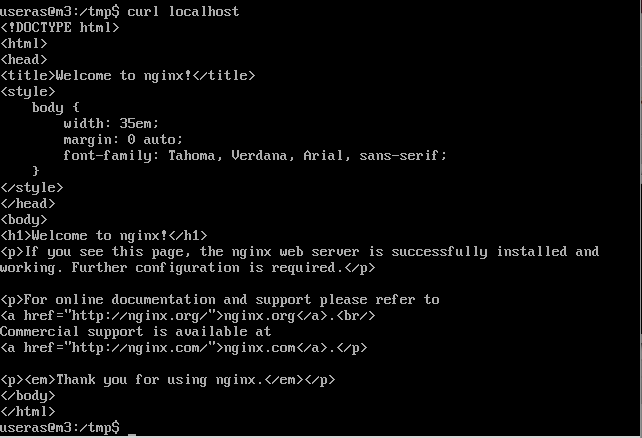 useras@m3:/tmp$ curl localhost
<!DOCTYPE html>
<html>
<head>
<title>Welcome to nginx!</title>
<style>
    body {
        width: 35em;
        margin: 0 auto;
        font-family: Tahoma, Verdana, Arial, sans-serif;
    }
</style>
</head>
<body>
<h1>Welcome to nginx!</h1>
<p>If you see this page, the nginx web server is successfully installed and
working. Further configuration is required.</p>

<p>For online documentation and support please refer to
<a href="http://nginx.org/">nginx.org</a>.<br/>
Commercial support is available at
<a href="http://nginx.com/">nginx.com</a>.</p>

<p><em>Thank you for using nginx.</em></p>
</body>
</html>
useras@m3:/tmp$ _